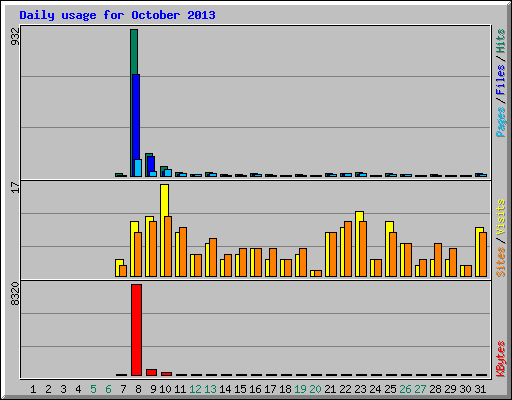 Daily usage for October 2013
932
17
8320
Pages / Files / Hits
Sites / Visits
KBytes
1 2 3 4 5 6 7 8 9 10 11 12 13 14 15 16 17 18 19 20 21 22 23 24 25 26 27 28 29 30 31